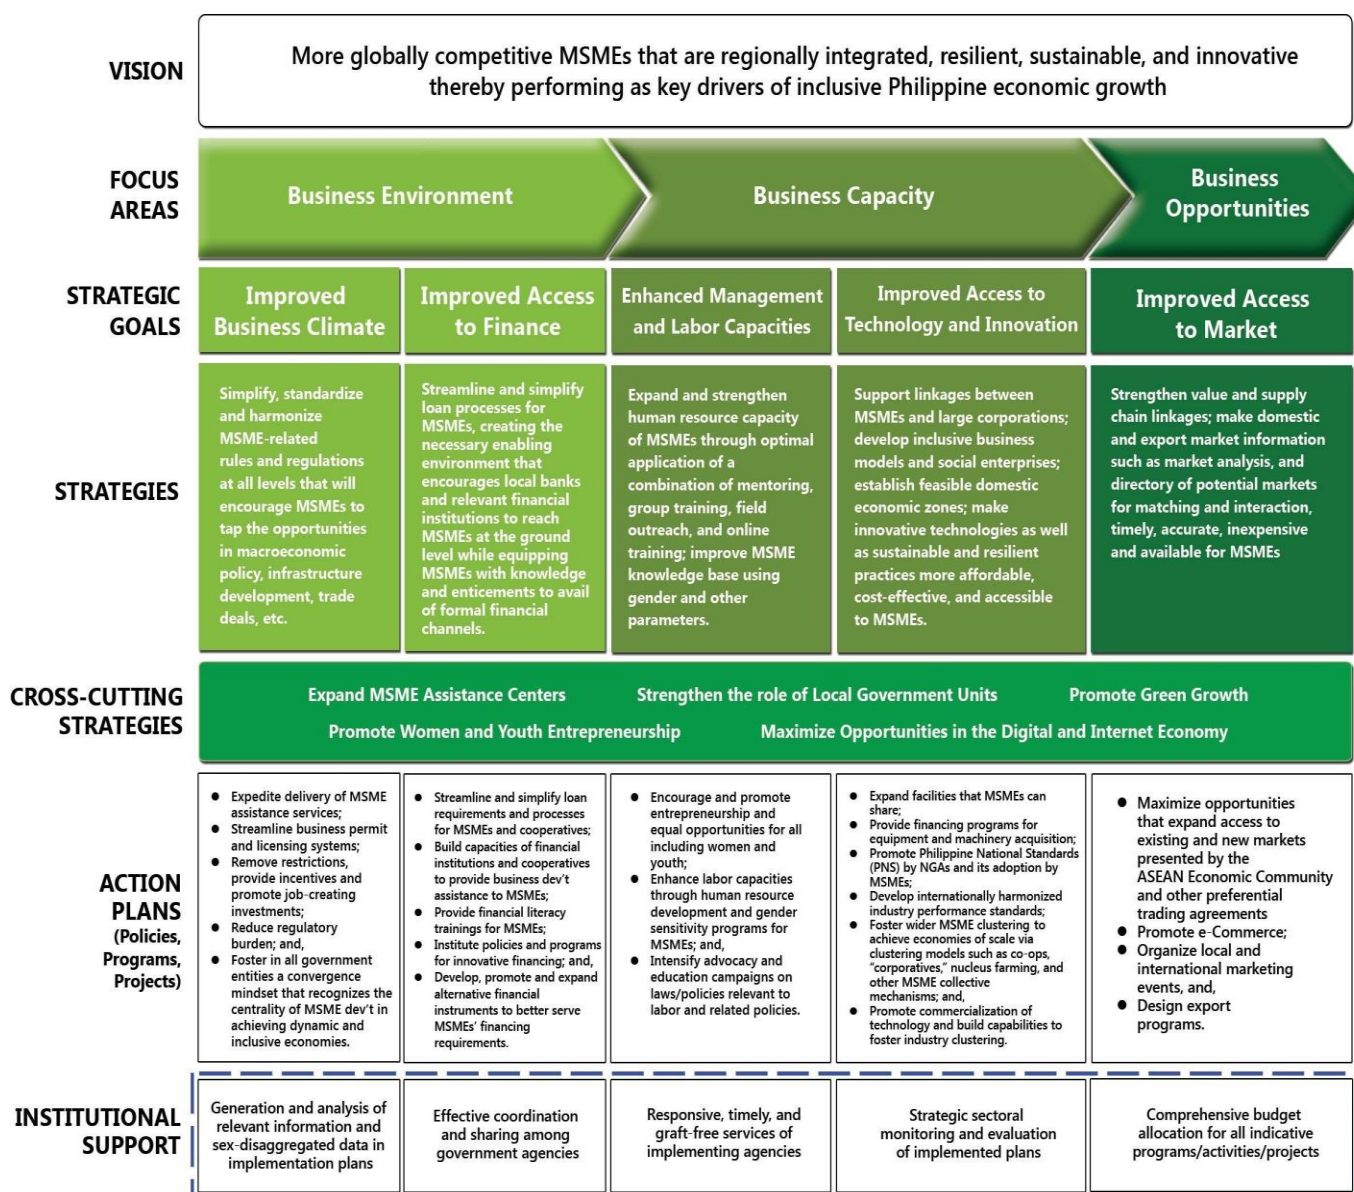 VISION
More globally competitive MSMEs that are regionally integrated, resilient, sustainable, and innovative
thereby performing as key drivers of inclusive Philippine economic growth
FOCUS
AREAS
Business Environment
Business Capacity
Business
Opportunities
STRATEGIC
GOALS
Improved
Business Climate
Improved Access
to Finance
Enhanced Management
and Labor Capacities
Improved Access to
Technology and Innovation
Improved Access
to Market
STRATEGIES
Simplify, standardize
and harmonize
MSME-related
rules and regulations
at all levels that will
encourage MSMEs to
tap the opportunities
in macroeconomic
policy, infrastructure
development, trade
deals, etc.
Streamline and simplify
loan processes for
MSMEs, creating the
necessary enabling
environment that
encourages local banks
and relevant financial
institutions to reach
MSMEs at the ground
level while equipping
MSMEs with knowledge
and enticements to avail
of formal financial
channels.
Expand and strengthen
human resource capacity
of MSMEs through optimal
application of a
combination of mentoring,
group training, field
outreach, and online
training; improve MSME
knowledge base using
gender and other
parameters.
Support linkages between
MSMEs and large corporations;
develop inclusive business
models and social enterprises;
establish feasible domestic
economic zones; make
innovative technologies as well
as sustainable and resilient
practices more affordable,
cost-effective, and accessible
to MSMEs.
Strengthen value and supply
chain linkages; make domestic
and export market information
such as market analysis, and
directory of potential markets
for matching and interaction,
timely, accurate, inexpensive
and available for MSMEs
CROSS-CUTTING
STRATEGIES
Expand MSME Assistance Centers
Strengthen the role of Local Government Units
Promote Green Growth
Promote Women and Youth Entrepreneurship
Maximize Opportunities in the Digital and Internet Economy
ACTION
PLANS
(Policies,
Programs,
Projects)
● Expedite delivery of MSME
assistance services;
● Streamline business permit
and licensing systems;
● Remove restrictions,
provide incentives and
promote job-creating
investments;
● Reduce regulatory
burden; and,
● Foster in all government
entities a convergence
mindset that recognizes the
centrality of MSME dev't in
achieving dynamic and
inclusive economies.
● Streamline and simplify loan
requirements and processes
for MSMEs and cooperatives;
● Build capacities of financial
institutions and cooperatives
to provide business dev't
assistance to MSMEs;
● Provide financial literacy
trainings for MSMEs;
● Institute policies and programs
for innovative financing; and,
● Develop, promote and expand
alternative financial
instruments to better serve
MSMEs' financing
requirements.
● Encourage and promote
entrepreneurship and
equal opportunities for all
including women and
youth;
● Enhance labor capacities
through human resource
development and gender
sensitivity programs for
MSMEs; and,
● Intensify advocacy and
education campaigns on
laws/policies relevant to
labor and related policies.
● Expand facilities that MSMEs can
share;
● Provide financing programs for
equipment and machinery acquisition;
● Promote Philippine National Standards
(PNS) by NGAs and its adoption by
MSMEs;
● Develop internationally harmonized
industry performance standards;
● Foster wider MSME clustering to
achieve economies of scale via
clustering models such as co-ops,
"corporatives," nucleus farming, and
other MSME collective
mechanisms; and,
● Promote commercialization of
technology and build capabilities to
foster industry clustering.
● Maximize opportunities
that expand access to
existing and new markets
presented by the
ASEAN Economic Community
and other preferential
trading agreements
● Promote e-Commerce;
● Organize local and
international marketing
events, and,
● Design export
programs.
INSTITUTIONAL
SUPPORT
Generation and analysis of
relevant information and
sex-disaggregated data in
implementation plans
Effective coordination
and sharing among
government agencies
Responsive, timely, and
graft-free services of
implementing agencies
Strategic sectoral
monitoring and evaluation
of implemented plans
Comprehensive budget
allocation for all indicative
programs/activities/projects